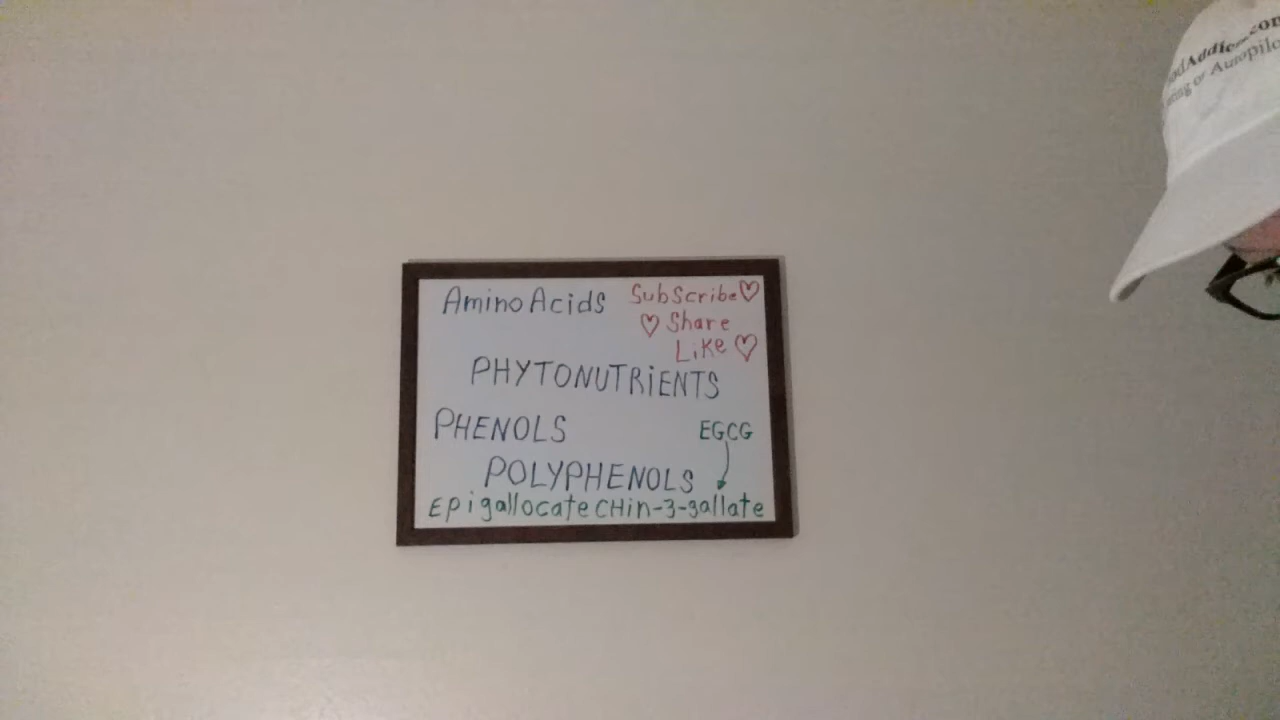 Amino Acids
Subscribe♡
♡ Share
Like ♡
PHYTONUTRiENTS
PHENOLS
EGCG
POLYPHENOLS
EpigallocateCHin-3-gallate